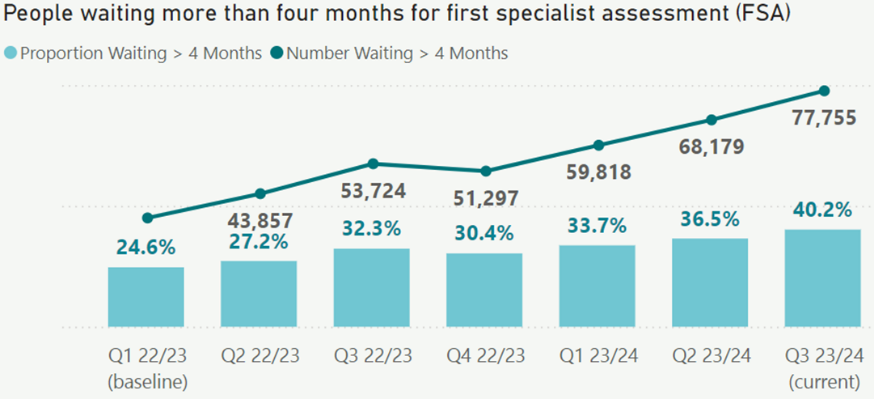 People waiting more than four months for first specialist assessment (FSA)
Proportion Waiting > 4 Months Number Waiting > 4 Months
77,755
68,179
59,818
53,724
51,297
43,857
24.6% 27.2% 32.3% 30.4% 33.7% 36.5% 40.2%
Q1 22/23 Q2 22/23 Q3 22/23 Q4 22/23 Q1 23/24 Q2 23/24 Q3 23/24
(baseline) (current)